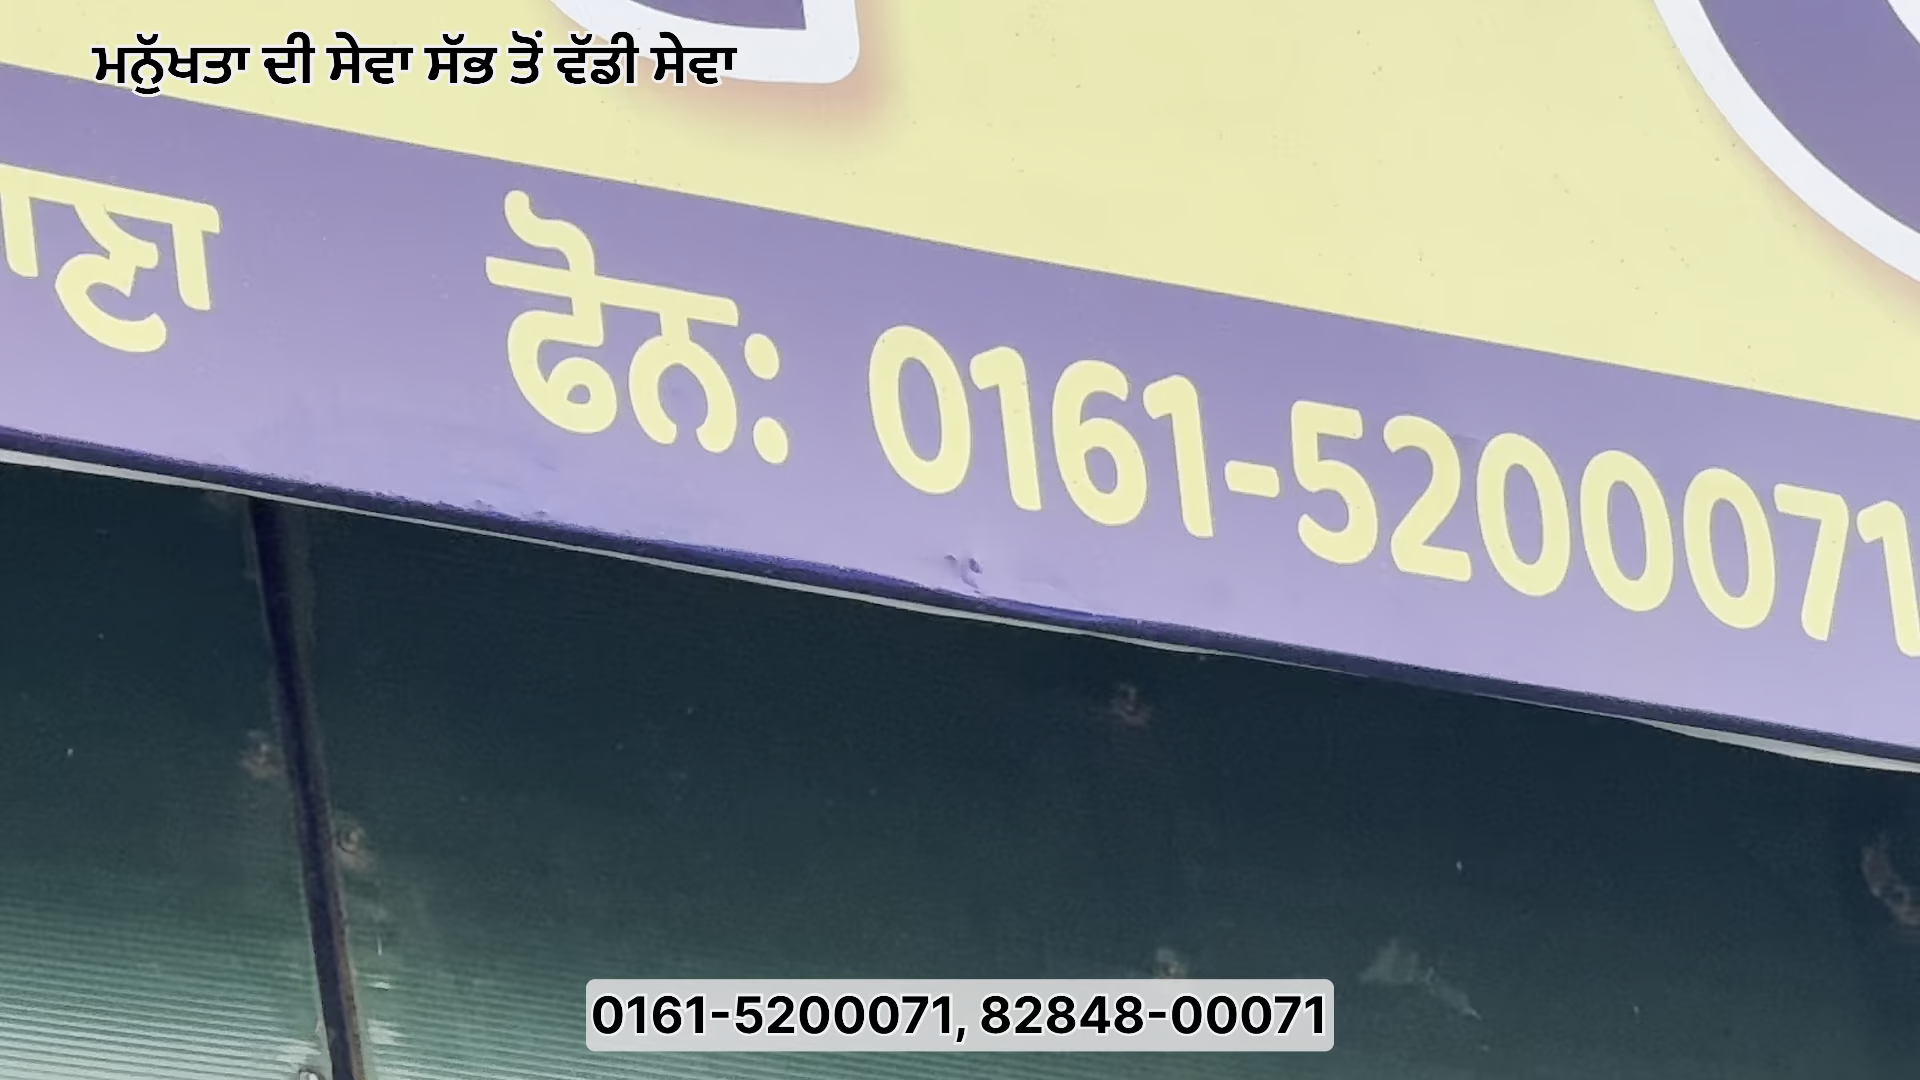 ਮਨੁੱਖਤਾ ਦੀ ਸੇਵਾ ਸੱਭ ਤੋਂ ਵੱਡੀ ਸੇਵਾ
ਫੋਨ: 0161-5200071
0161-5200071, 82848-00071